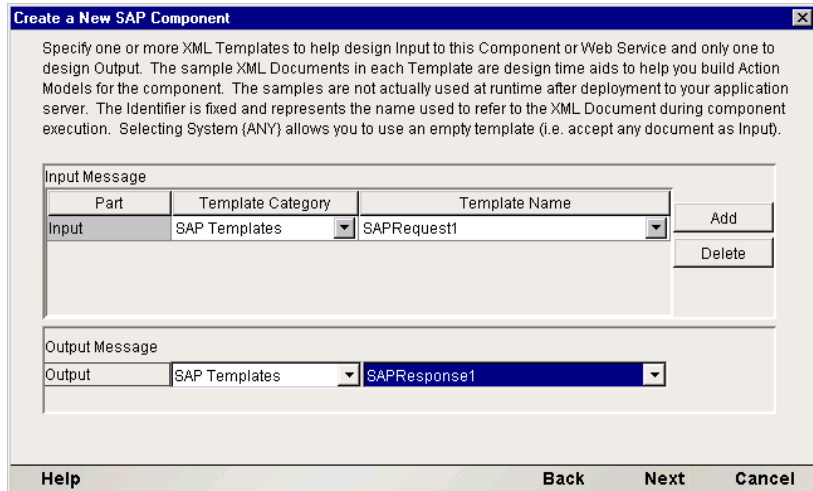 Create a New SAP Component
Specify one or more XML Templates to help design Input to this Component or Web Service and only one to
design Output. The sample XML Documents in each Template are design time aids to help you build Action
Models for the component. The samples are not actually used at runtime after deployment to your application
server. The Identifier is fixed and represents the name used to refer to the XML Document during component
execution. Selecting System {ANY} allows you to use an empty template (i.e. accept any document as Input).
Input Message
Part Template Category Template Name
Input SAP Templates SAPRequest1
Add
Delete
Output Message
Output SAP Templates SAPResponse1
Help Back Next Cancel